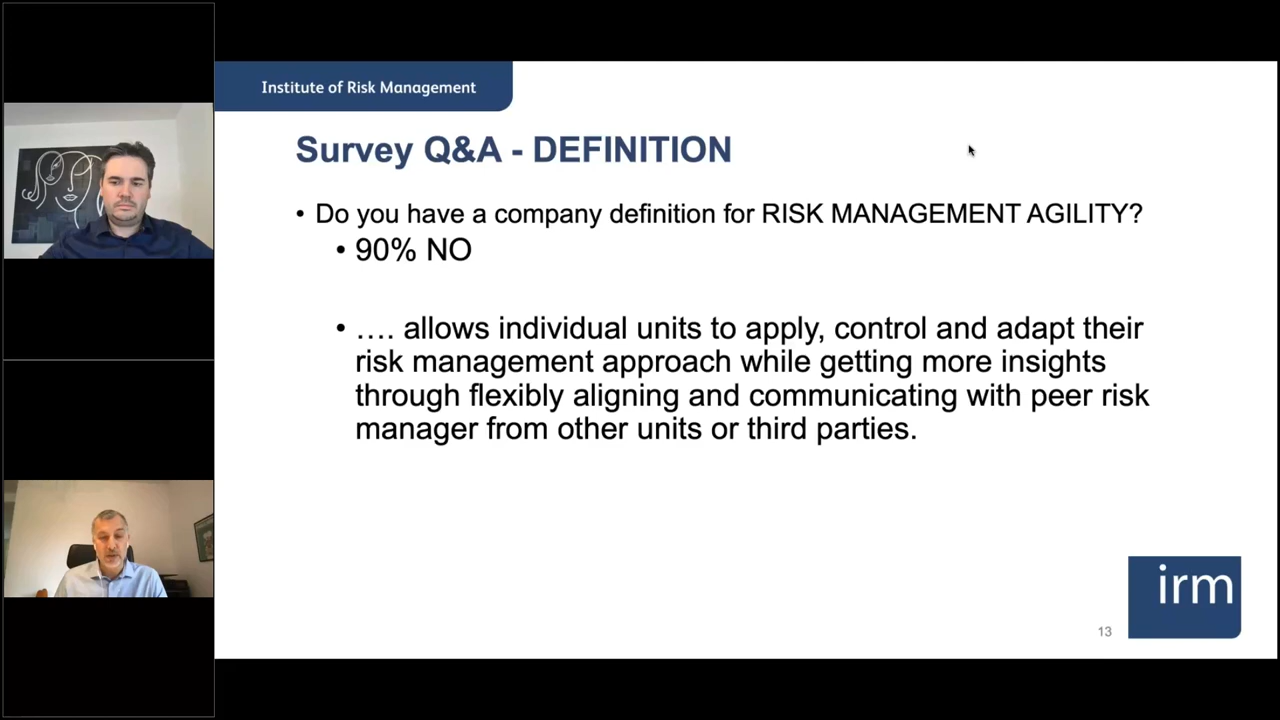 Institute of Risk Management
Survey Q&A - DEFINITION
• Do you have a company definition for RISK MANAGEMENT AGILITY?
• 90% NO
• .... allows individual units to apply, control and adapt their
risk management approach while getting more insights
through flexibly aligning and communicating with peer risk
manager from other units or third parties.
irm
13